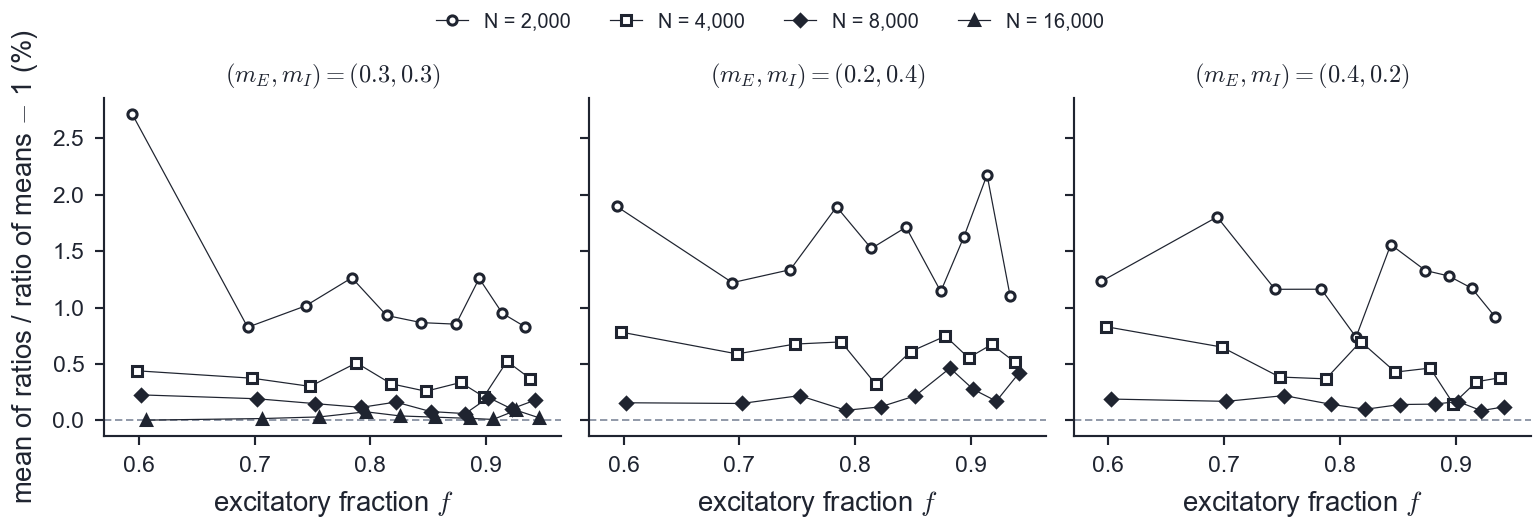 N = 2,000 N = 4,000 N = 8,000 N = 16,000
mean of ratios / ratio of means − 1 (%)
(m_E, m_I) = (0.3, 0.3)
(m_E, m_I) = (0.2, 0.4)
(m_E, m_I) = (0.4, 0.2)
2.5
2.0
1.5
1.0
0.5
0.0
0.6 0.7 0.8 0.9
0.6 0.7 0.8 0.9
0.6 0.7 0.8 0.9
excitatory fraction f
excitatory fraction f
excitatory fraction f